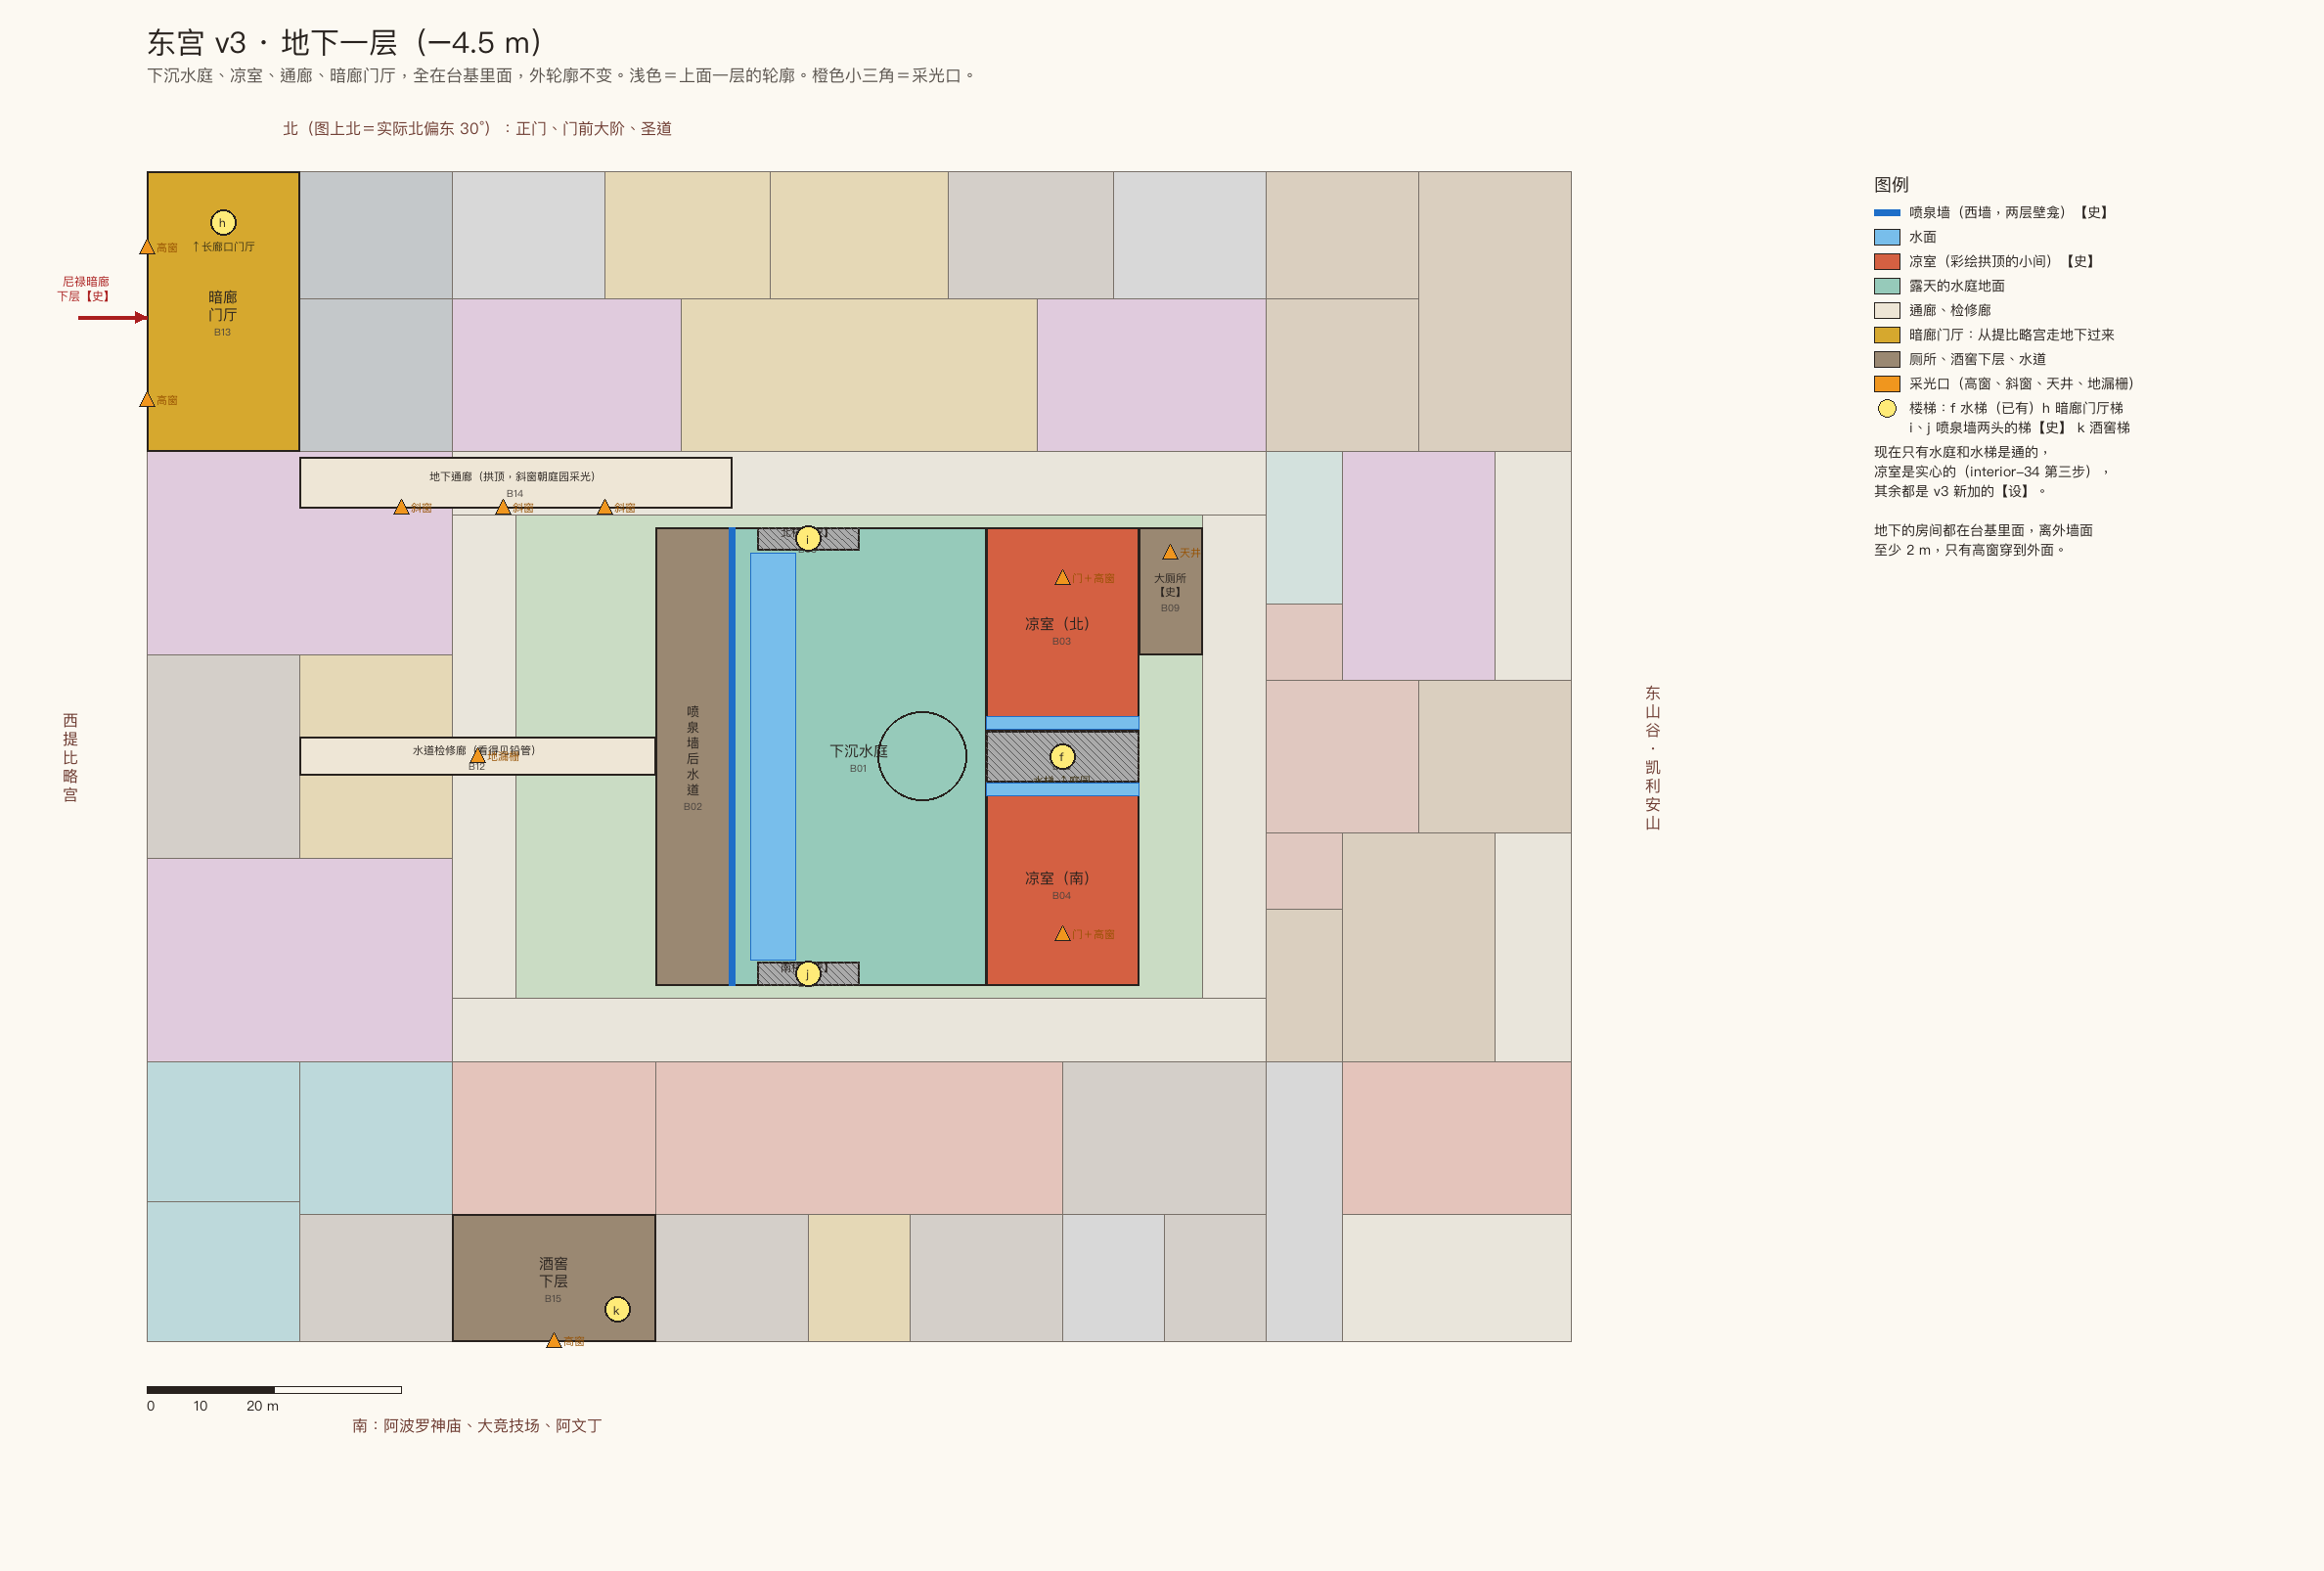 东宫 v3 · 地下一层（−4.5 m）
下沉水庭、凉室、通廊、暗廊门厅，全在台基里面，外轮廓不变。浅色＝上面一层的轮廓。橙色小三角＝采光口。
北（图上北＝实际北偏东 30°）：正门、门前大阶、圣道
h
高窗
↑长廊口门厅
尼禄暗廊
下层【史】
暗廊
门厅
B13
高窗
地下通廊（拱顶，斜窗朝庭园采光）
B14
斜窗
斜窗
斜窗
i
天井
门＋高窗
大厕所
【史】
B09
凉室（北）
B03
西提比略宫
东山谷·凯利安山
水道检修廊（看得见铅管）
地漏栅
B12
喷泉墙后水道
B02
下沉水庭
B01
f
凉室（南）
B04
门＋高窗
j
酒窖
下层
B15
k
高窗
0 10 20 m
南：阿波罗神庙、大竞技场、阿文丁
图例
喷泉墙（西墙，两层壁龛）【史】
水面
凉室（彩绘拱顶的小间）【史】
露天的水庭地面
通廊、检修廊
暗廊门厅：从提比略宫走地下过来
厕所、酒窖下层、水道
采光口（高窗、斜窗、天井、地漏栅）
楼梯：f 水梯（已有）h 暗廊门厅梯
i、j 喷泉墙两头的梯【史】 k 酒窖梯
现在只有水庭和水梯是通的，
凉室是实心的（interior-34 第三步），
其余都是 v3 新加的【设】。
地下的房间都在台基里面，离外墙面
至少 2 m，只有高窗穿到外面。